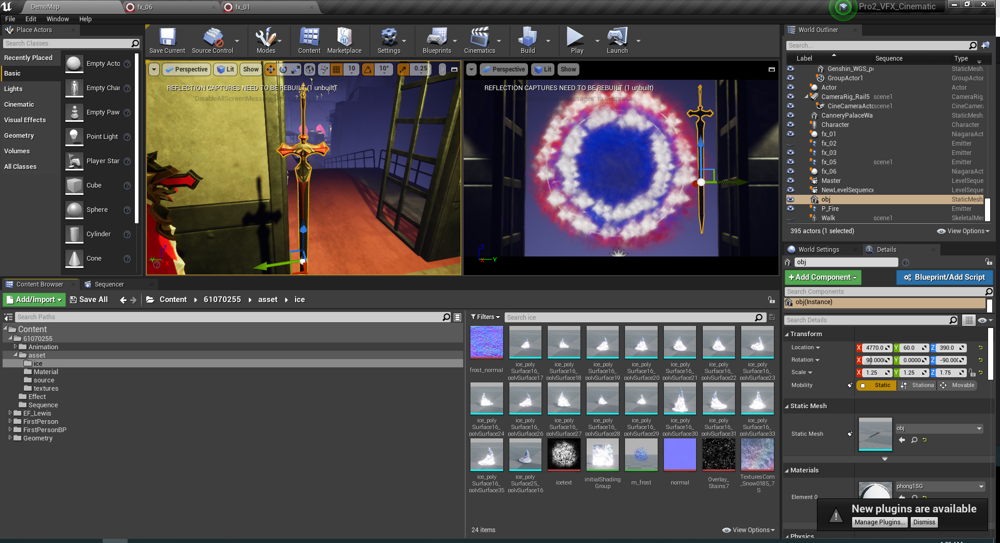 DemoMap
fx_06
fx_01
Pro2_VFX_Cinematic
File Edit Window Help
Place Actors
Search Classes
Recently Placed
Basic
Lights
Cinematic
Visual Effects
Geometry
Volumes
All Classes
Empty Acto
Empty Char
Empty Paw
Point Light
Player Star
Cube
Sphere
Cylinder
Cone
Save Current
Source Control
Modes
Content
Marketplace
Settings
Blueprints
Cinematics
Build
Play
Launch
Perspective Lit Show 10 10° 0.25
REFLECTION CAPTURES NEED TO BE REBUILT (1 unbuilt)
'DisableAllScreenMessages' to suppress
Z
Y
X
Perspective Lit Show
REFLECTION CAPTURES NEED TO BE REBUILT (1 unbuilt)
'DisableAllScreenMessages' to suppress
Z
X Y
World Outliner
Search...
Label Sequence Type
Genshin_WGS_p StaticMesh
GroupActor1 GroupActor
Actor Actor
CameraRig_Rail5 scene1 CameraRig_
CineCameraActo scene1 CineCamera
CanneryPalaceWa StaticMesh
Character Character
fx_01 NiagaraAct
fx_02 Emitter
fx_03 Emitter
fx_05 scene1 Emitter
fx_06 NiagaraAct
Master LevelSeque
NewLevelSequence LevelSeque
obj StaticMesh
P_Fire Emitter
Walk scene1 SkeletalMes
395 actors (1 selected)
View Options
World Settings
Details
obj
+Add Component
Blueprint/Add Script
Search Components
obj(Instance)
Search Details
Transform
Location X 4770.0 Y 60.0 Z 390.0
Rotation X 90.000 Y 0.0000 Z -90.000
Scale X 1.25 Y 1.25 Z 1.75
Mobility Static Stationa Movable
Static Mesh
Static Mesh
obj
Materials
Element 0
phong1SG
Physics
New plugins are available
Manage Plugins... Dismiss
Content Browser
Sequencer
Add/Import
Save All
Content 61070255 asset ice
Search Paths
Content
61070255
Animation
asset
ice
Material
source
textures
Effect
Sequence
EF_Lewis
FirstPerson
FirstPersonBP
Geometry
Filters
Search ice
frost_normal
ice_poly
Surface16_
polySurface17
ice_poly
Surface16_
polySurface18
ice_poly
Surface16_
polySurface19
ice_poly
Surface16_
polySurface20
ice_poly
Surface16_
polySurface21
ice_poly
Surface16_
polySurface22
ice_poly
Surface16_
polySurface23
ice_poly
Surface16_
polySurface24
ice_poly
Surface16_
polySurface26
ice_poly
Surface16_
polySurface27
ice_poly
Surface16_
polySurface28
ice_poly
Surface16_
polySurface29
ice_poly
Surface16_
polySurface30
ice_poly
Surface16_
polySurface31
ice_poly
Surface16_
polySurface33
ice_poly
Surface16_
polySurface35
ice_poly
Surface25_
polySurface16
icetext
initialShading
Group
m_frost
normal
Overlay_
Stains7
TexturesCom
_Snow0185_7
S
24 items
View Options